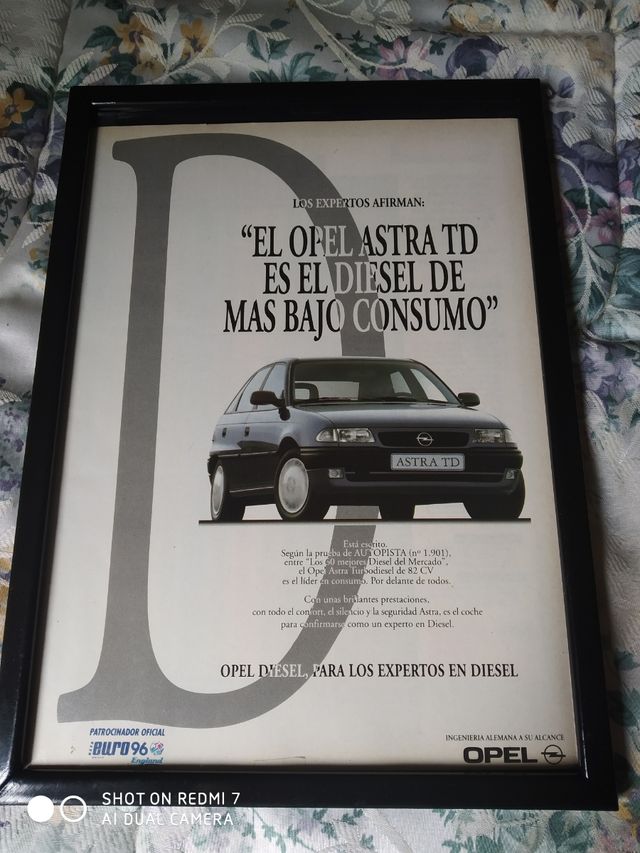 LOS EXPERTOS AFIRMAN:
"EL OPEL ASTRA TD
ES EL DIESEL DE
MAS BAJO CONSUMO"
ASTRA TD
Está escrito.
Según la prueba de AUTOPISTA (nº 1.901),
entre "Los 60 mejores Diesel del Mercado",
el Opel Astra Turbodiesel de 82 CV
es el líder en consumo. Por delante de todos.
Con unas brillantes prestaciones,
con todo el confort, el silencio y la seguridad Astra, es el coche
para confirmarse como un experto en Diesel.
OPEL DIESEL, PARA LOS EXPERTOS EN DIESEL
PATROCINADOR OFICIAL
euro96
England
INGENIERIA ALEMANA A SU ALCANCE
OPEL
SHOT ON REDMI 7
AI DUAL CAMERA